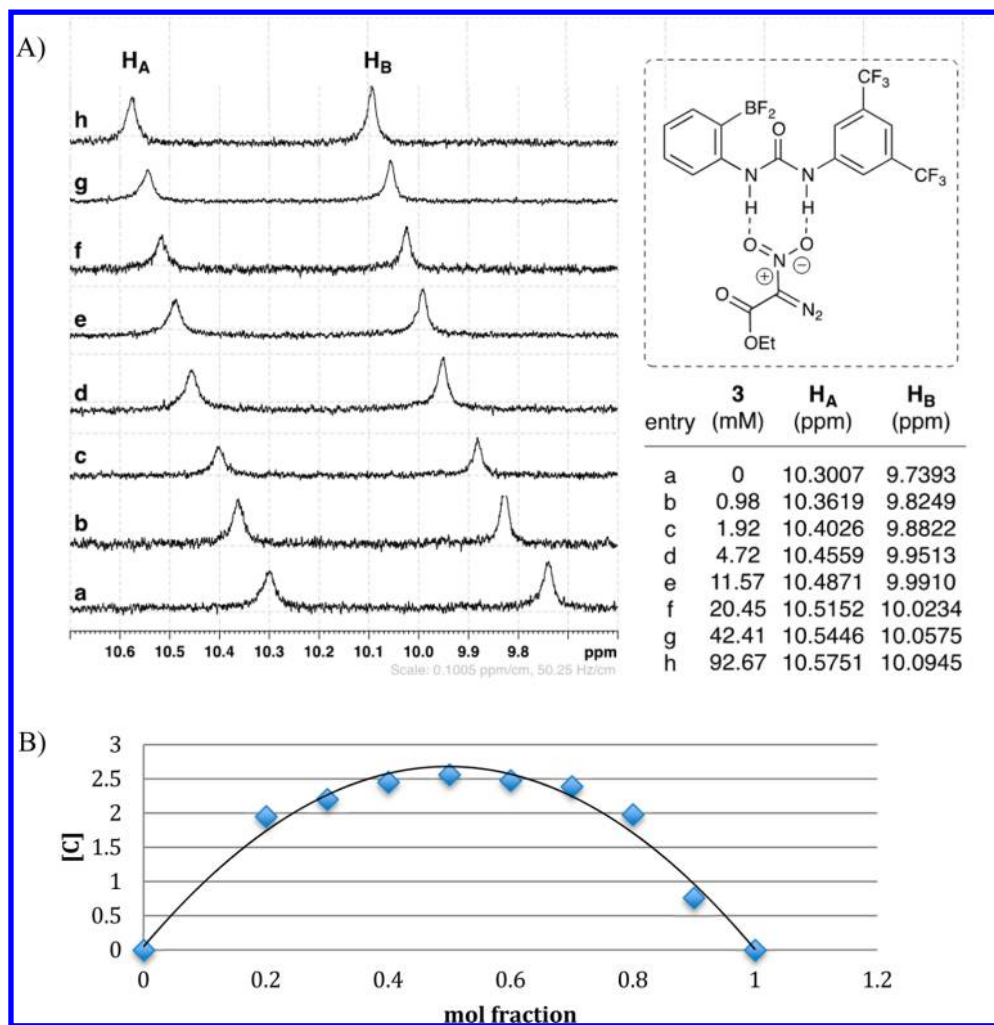 A)
H_A H_B
h
g
f
e
d
c
b
a
10.6 10.5 10.4 10.3 10.2 10.1 10.0 9.9 9.8 ppm
Scale: 0.1005 ppm/cm, 50.25 Hz/cm
CF3
BF2
O
N N
CF3
H H
O O
N
⊕ ⊖
O
N2
OEt
3 H_A H_B
entry (mM) (ppm) (ppm)
a 0 10.3007 9.7393
b 0.98 10.3619 9.8249
c 1.92 10.4026 9.8822
d 4.72 10.4559 9.9513
e 11.57 10.4871 9.9910
f 20.45 10.5152 10.0234
g 42.41 10.5446 10.0575
h 92.67 10.5751 10.0945
B)
3
2.5
2
1.5
1
0.5
0
[C]
0 0.2 0.4 0.6 0.8 1 1.2
mol fraction